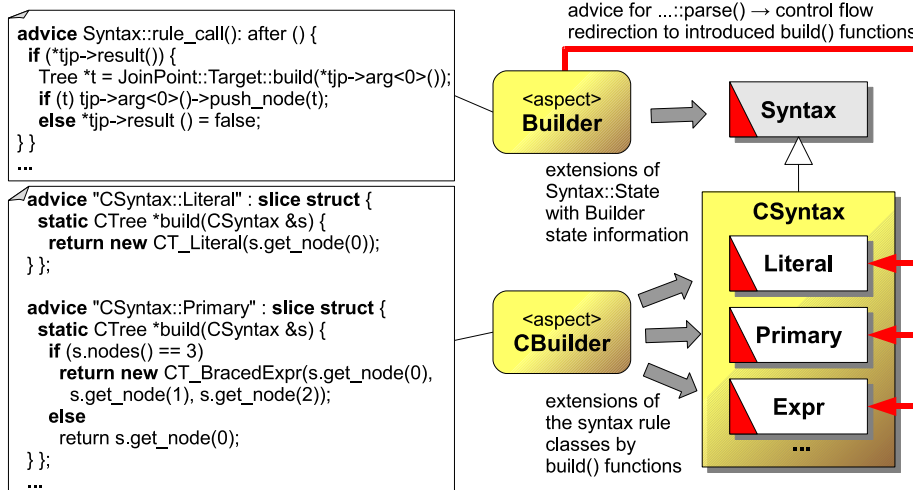 advice Syntax::rule_call(): after () {
if (*tjp->result()) {
Tree *t = JoinPoint::Target::build(*tjp->arg<0>());
if (t) tjp->arg<0>()->push_node(t);
else *tjp->result () = false;
} }
...
advice "CSyntax::Literal" : slice struct {
static CTree *build(CSyntax &s) {
return new CT_Literal(s.get_node(0));
} };
advice "CSyntax::Primary" : slice struct {
static CTree *build(CSyntax &s) {
if (s.nodes() == 3)
return new CT_BracedExpr(s.get_node(0),
s.get_node(1), s.get_node(2));
else
return s.get_node(0);
} };
...
advice for ...::parse() → control flow
redirection to introduced build() functions
<aspect>
Builder
Syntax
extensions of
Syntax::State
with Builder
state information
CSyntax
Literal
Primary
Expr
...
<aspect>
CBuilder
extensions of
the syntax rule
classes by
build() functions